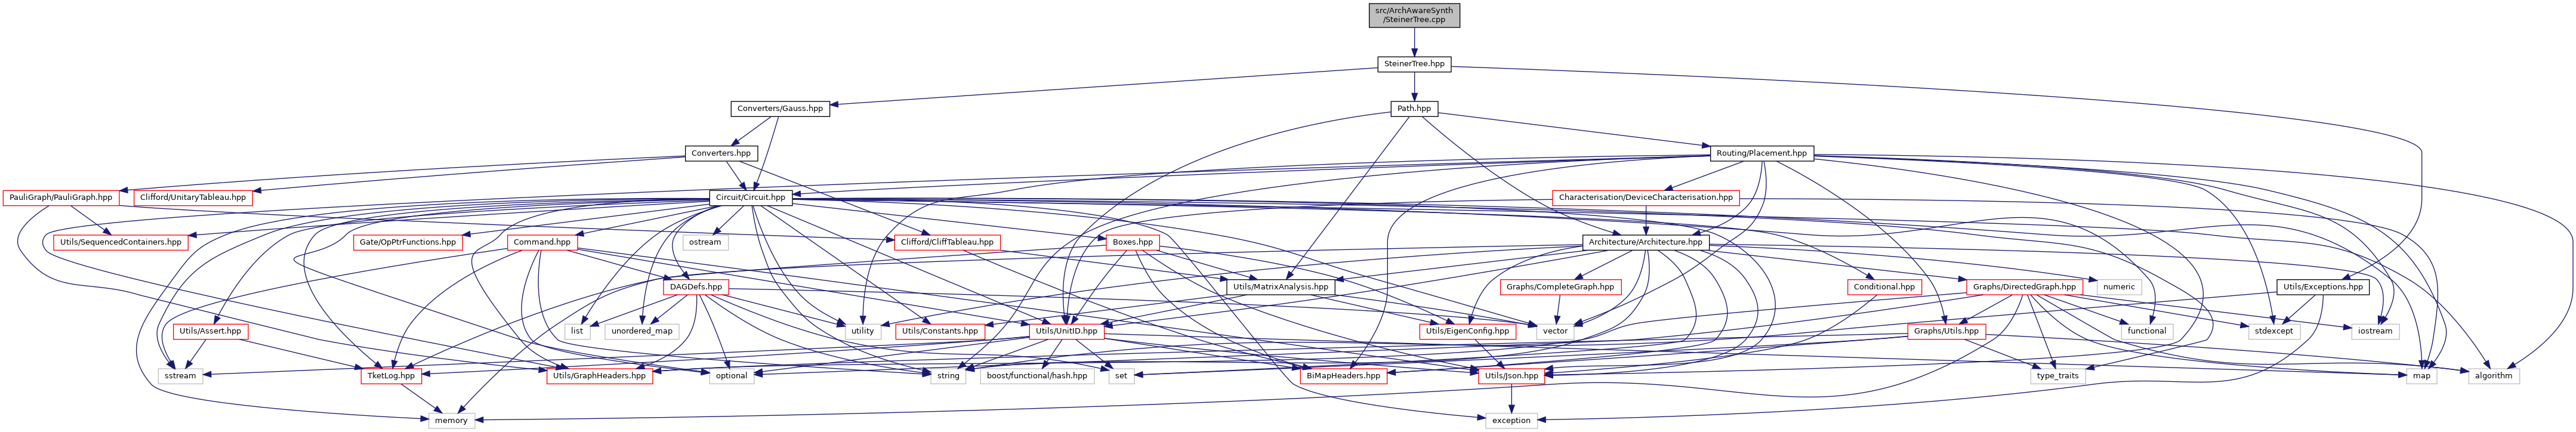 src/ArchAwareSynth
/SteinerTree.cpp
SteinerTree.hpp
Converters/Gauss.hpp
Path.hpp
Converters.hpp
Routing/Placement.hpp
PauliGraph/PauliGraph.hpp
Clifford/UnitaryTableau.hpp
Circuit/Circuit.hpp
Characterisation/DeviceCharacterisation.hpp
Utils/SequencedContainers.hpp
Gate/OpPtrFunctions.hpp
Command.hpp
ostream
Clifford/CliffTableau.hpp
Boxes.hpp
Architecture/Architecture.hpp
DAGDefs.hpp
Utils/MatrixAnalysis.hpp
Graphs/CompleteGraph.hpp
Conditional.hpp
Graphs/DirectedGraph.hpp
numeric
Utils/Exceptions.hpp
Utils/Assert.hpp
list
unordered_map
utility
Utils/Constants.hpp
Utils/UnitID.hpp
Utils/EigenConfig.hpp
vector
Graphs/Utils.hpp
functional
stdexcept
iostream
sstream
TketLog.hpp
Utils/GraphHeaders.hpp
optional
string
boost/functional/hash.hpp
set
BiMapHeaders.hpp
Utils/Json.hpp
type_traits
map
algorithm
memory
exception